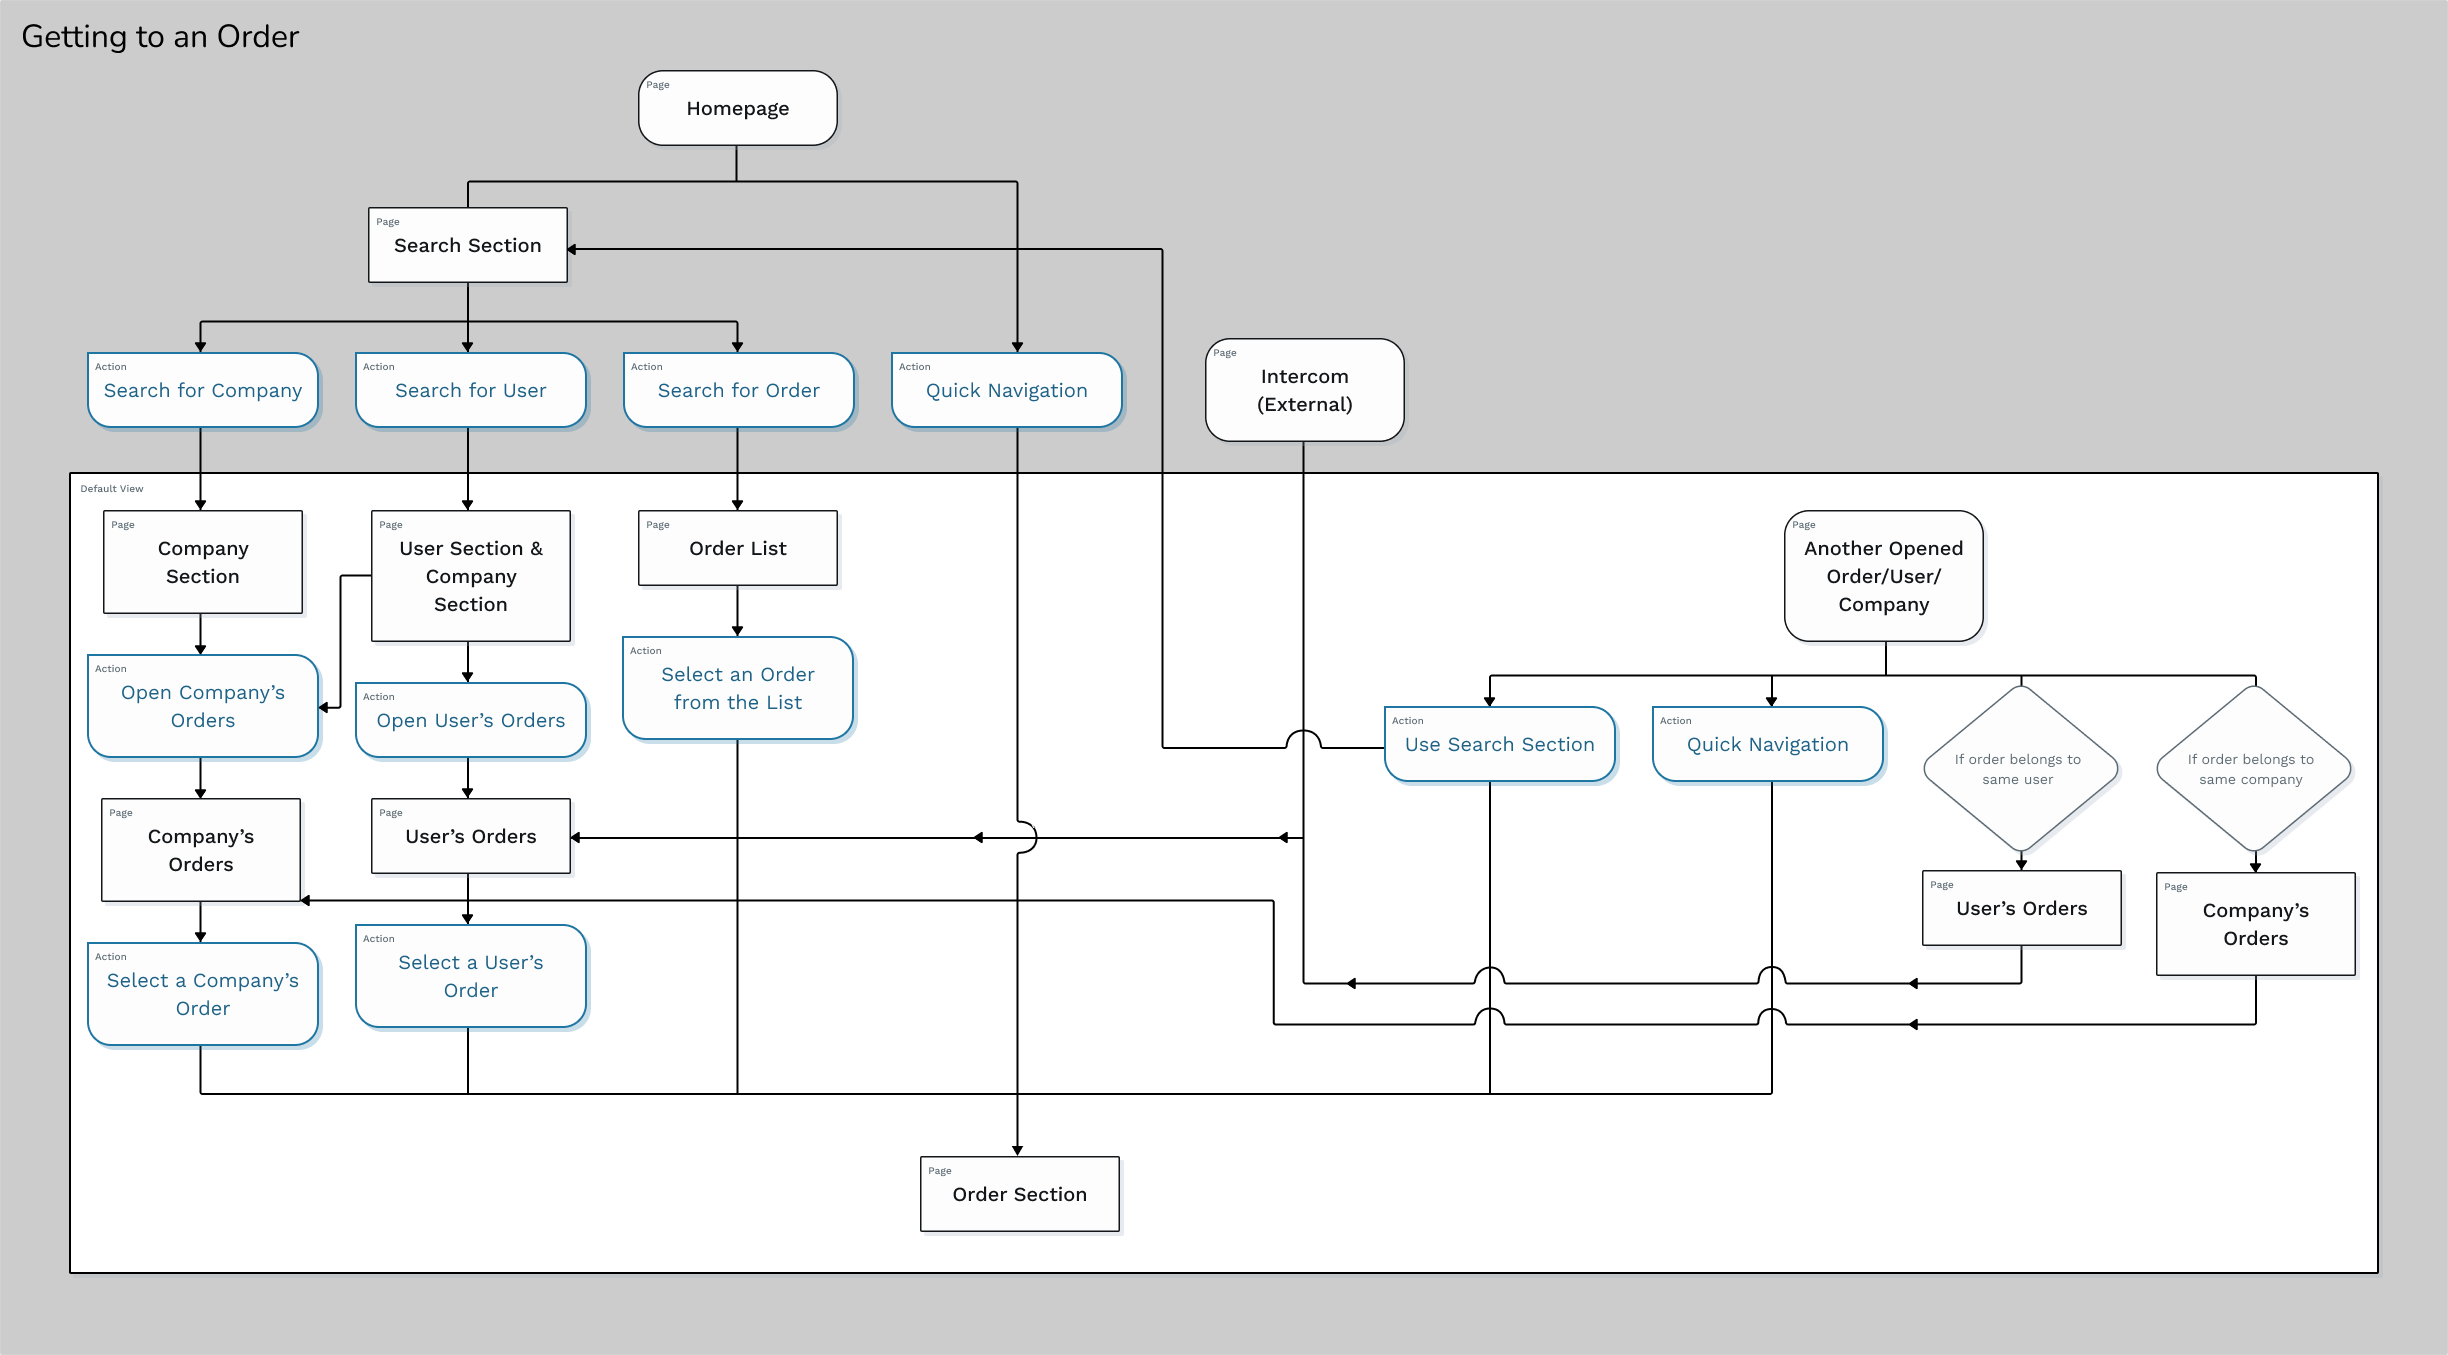 Getting to an Order
Page
Homepage
Page
Search Section
Action
Search for Company
Action
Search for User
Action
Search for Order
Action
Quick Navigation
Page
Intercom
(External)
Default View
Page
Company
Section
Page
User Section &
Company
Section
Page
Order List
Page
Another Opened
Order/User/
Company
Action
Open Company’s
Orders
Action
Open User’s Orders
Action
Select an Order
from the List
Action
Use Search Section
Action
Quick Navigation
If order belongs to
same user
If order belongs to
same company
Page
Company’s
Orders
Page
User’s Orders
Page
User’s Orders
Page
Company’s
Orders
Action
Select a Company’s
Order
Action
Select a User’s
Order
Page
Order Section